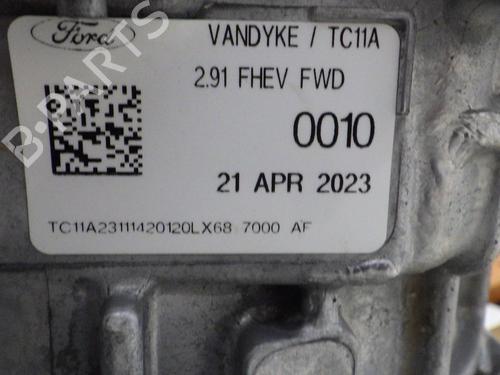 Ford
VANDYKE / TC11A
2.91 FHEV FWD
0010
21 APR 2023
TC11A23111420120LX68 7000 AF
B-PARTS